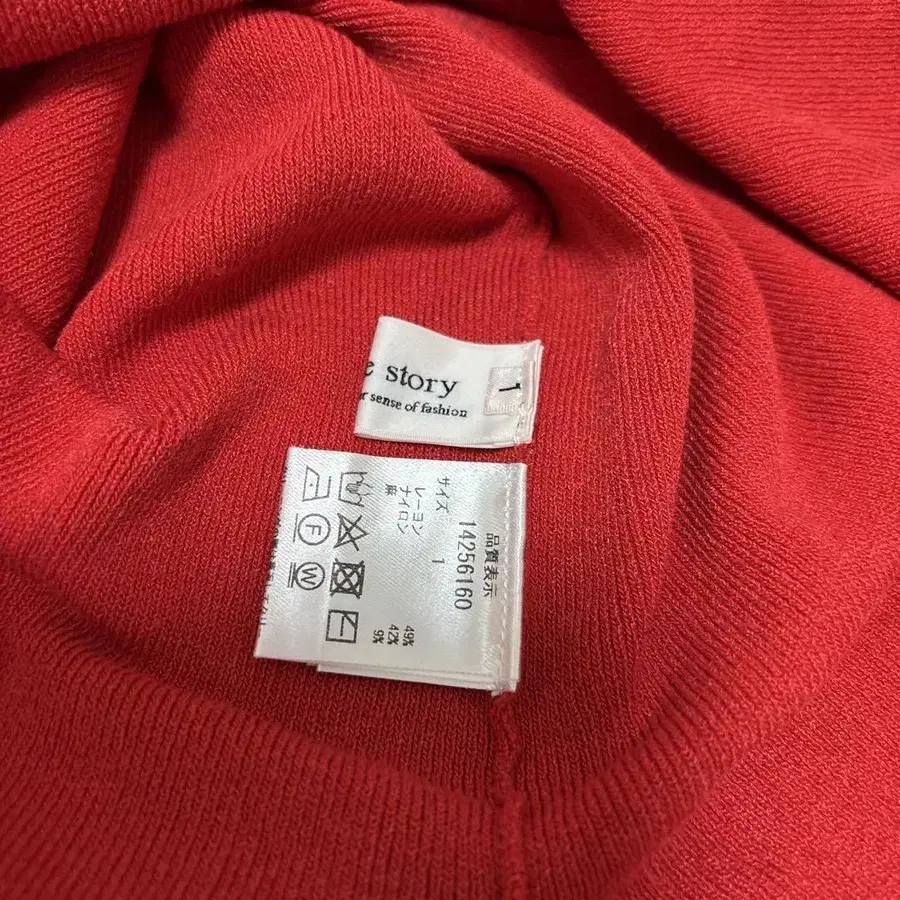 e story
r sense of fashion
1
品質表示
14256160
サイズ 1
レーヨン 49%
ナイロン 42%
麻 9%
F
W